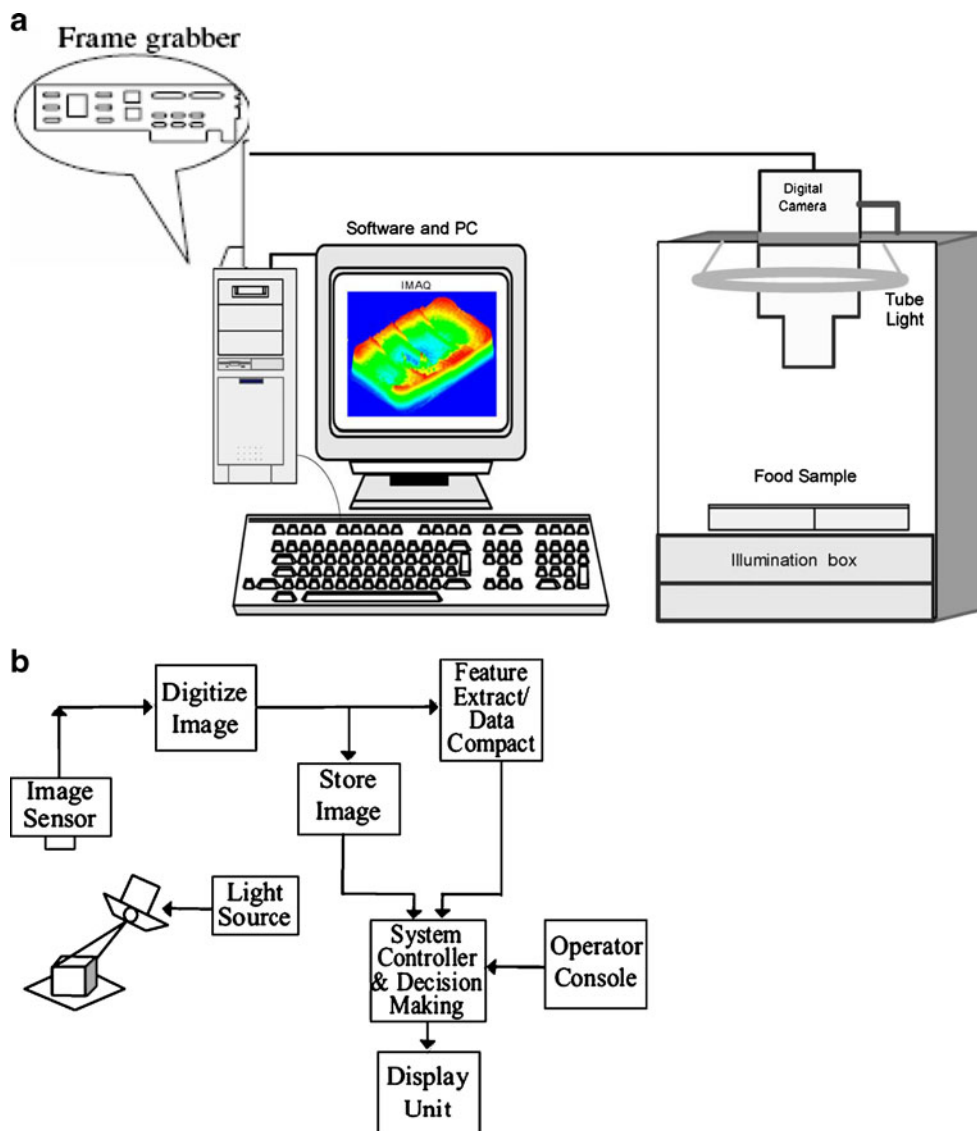 a
Frame grabber
Digital
Camera
Software and PC
IMAQ
Tube
Light
Food Sample
Illumination box
b
Digitize
Image
Feature
Extract/
Data
Compact
Image
Sensor
Store
Image
Light
Source
System
Controller
& Decision
Making
Operator
Console
Display
Unit